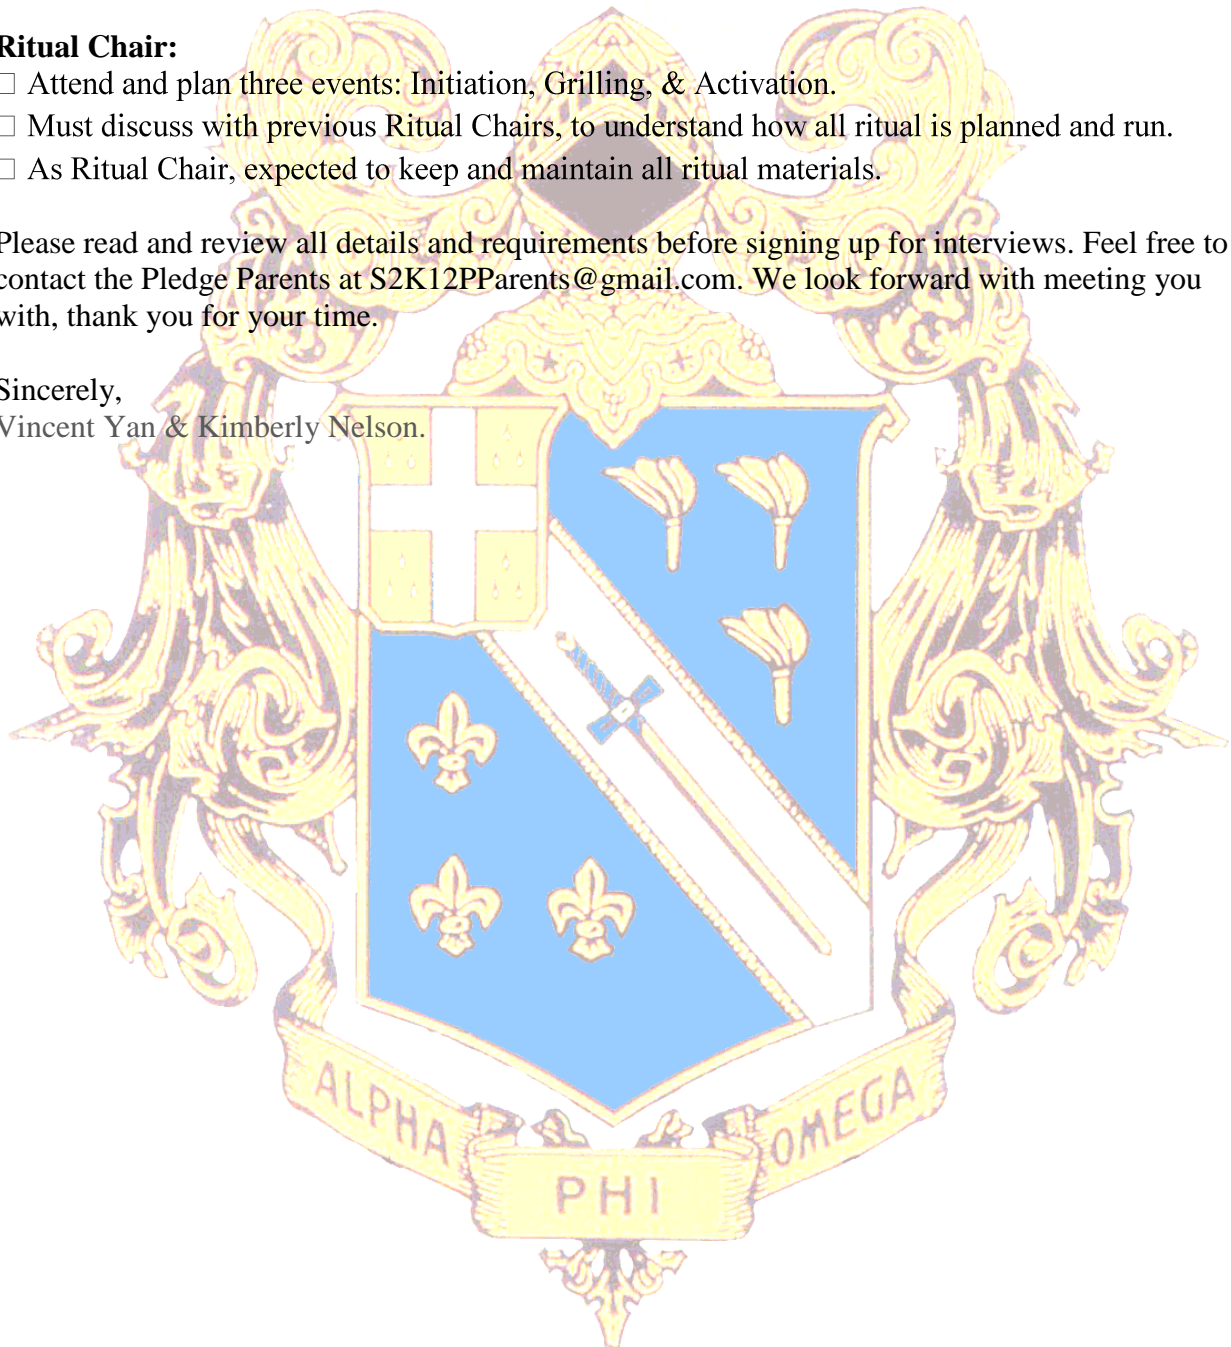 Ritual Chair:
□ Attend and plan three events: Initiation, Grilling, & Activation.
□ Must discuss with previous Ritual Chairs, to understand how all ritual is planned and run.
□ As Ritual Chair, expected to keep and maintain all ritual materials.
Please read and review all details and requirements before signing up for interviews. Feel free to
contact the Pledge Parents at S2K12PParents@gmail.com. We look forward with meeting you
with, thank you for your time.
Sincerely,
Vincent Yan & Kimberly Nelson.
ALPHA
PHI
OMEGA